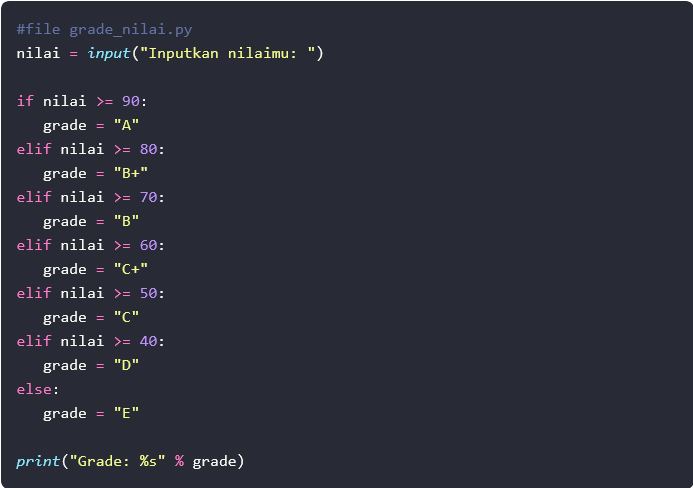 #file grade_nilai.py
nilai = input("Inputkan nilaimu: ")

if nilai >= 90:
   grade = "A"
elif nilai >= 80:
   grade = "B+"
elif nilai >= 70:
   grade = "B"
elif nilai >= 60:
   grade = "C+"
elif nilai >= 50:
   grade = "C"
elif nilai >= 40:
   grade = "D"
else:
   grade = "E"

print("Grade: %s" % grade)